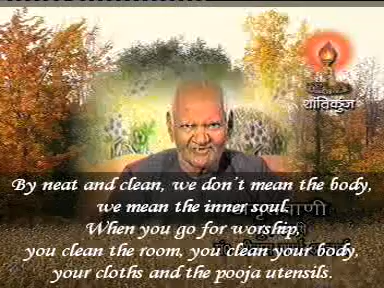 शांतिकुंज
By neat and clean, we don't mean the body,
we mean the inner soul.
When you go for worship,
you clean the room, you clean your body,
your cloths and the pooja utensils.